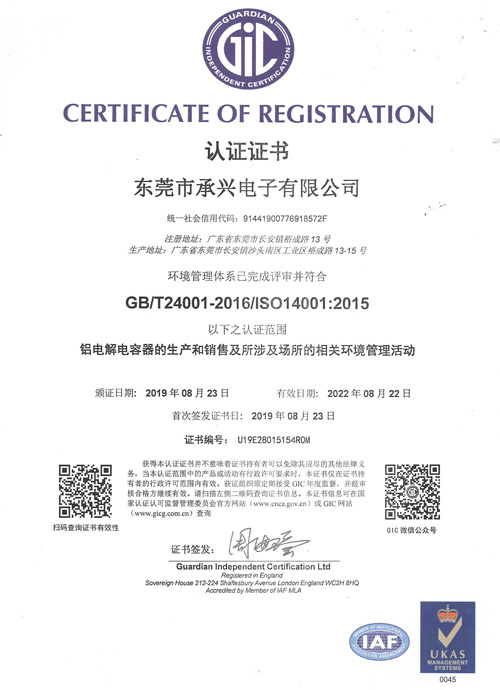 GUARDIAN
GIC
INDEPENDENT CERTIFICATION
CERTIFICATE OF REGISTRATION
认证证书
东莞市承兴电子有限公司
统一社会信用代码：91441900776918572F
注册地址：广东省东莞市长安镇裕成路 13 号
生产地址：广东省东莞市长安镇沙头南区工业区裕成路 13-15 号
环境管理体系已完成评审并符合
GB/T24001-2016/ISO14001:2015
以下之认证范围
铝电解电容器的生产和销售及所涉及场所的相关环境管理活动
颁证日期: 2019 年 08 月 23 日 有效日期: 2022 年 08 月 22 日
首次签发证书日: 2019 年 08 月 23 日
证书编号: U19E28015154R0M
获得本认证证书并不意味着证书持有者可以免除其应尽的其他法律义
务，当本认证范围中的产品或活动有行政许可要求时，本证书仅在证书持
有者的行政许可范围内有效。获证组织须定期接受 GIC 年度监督，并经审
核合格方继续有效。请扫描左侧二维码查询证书信息。本证书信息可在国
家认证认可监督管理委员会官方网站（www.cnca.gov.cn）或 GIC 网站
（www.gicg.com.cn）查询
扫码查询证书有效性
GIC 微信公众号
证书签发：
Guardian Independent Certification Ltd
Registered in England
Sovereign House 212-224 Shaftesbury Avenue London England WC2H 8HQ
Accredited by Member of IAF MLA
IAF
UKAS
MANAGEMENT
SYSTEMS
0045